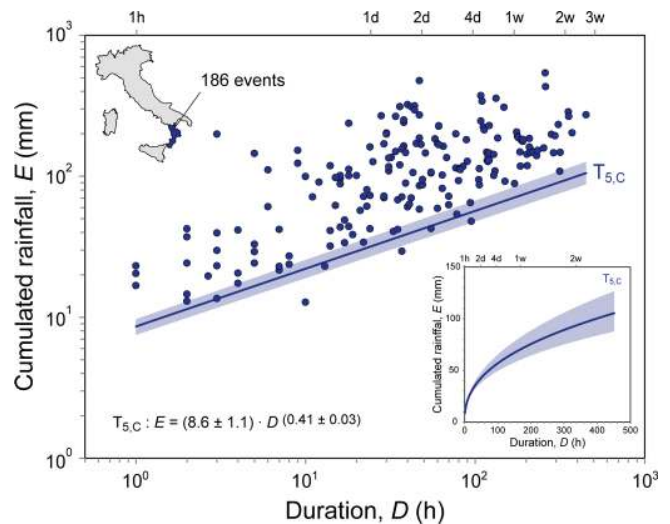 1h 1d 2d 4d 1w 2w 3w
10³
186 events
Cumulated rainfall, E (mm)
10²
T5,C
1h 2d 4d 1w 2w
150
T5,C
Cumulated rainffal, E (mm)
100
50
0
0 100 200 300 400 500
Duration, D (h)
10¹
T5,C : E = (8.6 ± 1.1) · D (0.41 ± 0.03)
10⁰
10⁰ 10¹ 10² 10³
Duration, D (h)